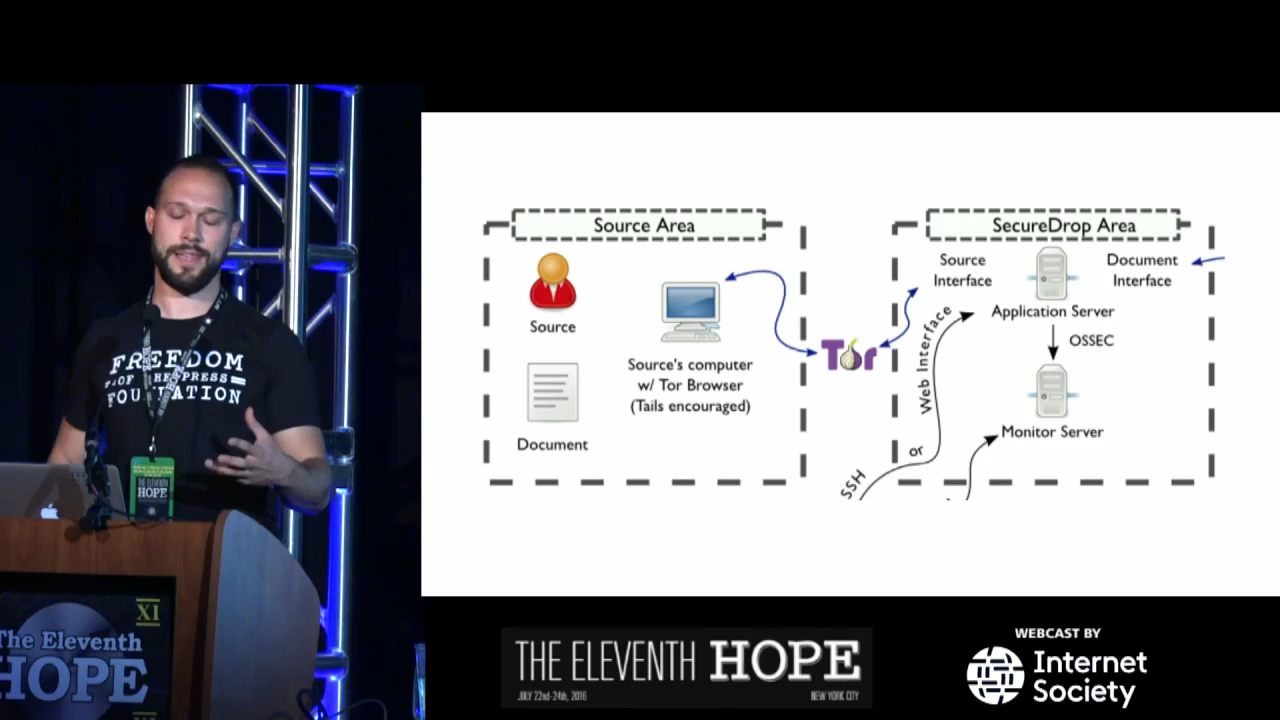 FREEDOM
OF THE PRESS
FOUNDATION
THE ELEVENTH
HOPE
XI
The Eleventh
HOPE
Source Area
Source
Document
Source's computer
w/ Tor Browser
(Tails encouraged)
Tor
SecureDrop Area
Source
Interface
Document
Interface
Application Server
OSSEC
Monitor Server
Web Interface
or
SSH
THE ELEVENTH HOPE
JULY 22nd-24th, 2016
NEW YORK CITY
WEBCAST BY
Internet
Society